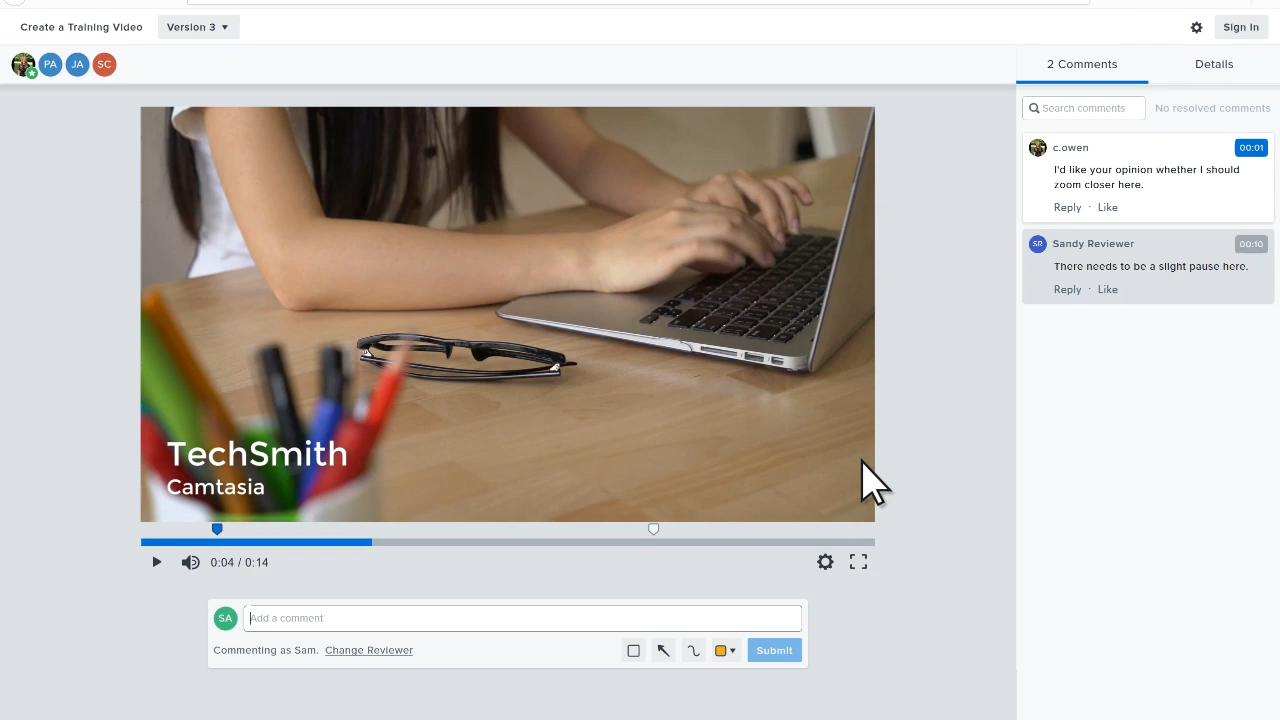 Create a Training Video
Version 3
Sign In
PA
JA
SC
2 Comments
Details
Search comments
No resolved comments
c.owen
00:01
I'd like your opinion whether I should
zoom closer here.
Reply · Like
SR
Sandy Reviewer
00:10
There needs to be a slight pause here.
Reply · Like
TechSmith
Camtasia
0:04 / 0:14
SA
Add a comment
Commenting as Sam. Change Reviewer
Submit